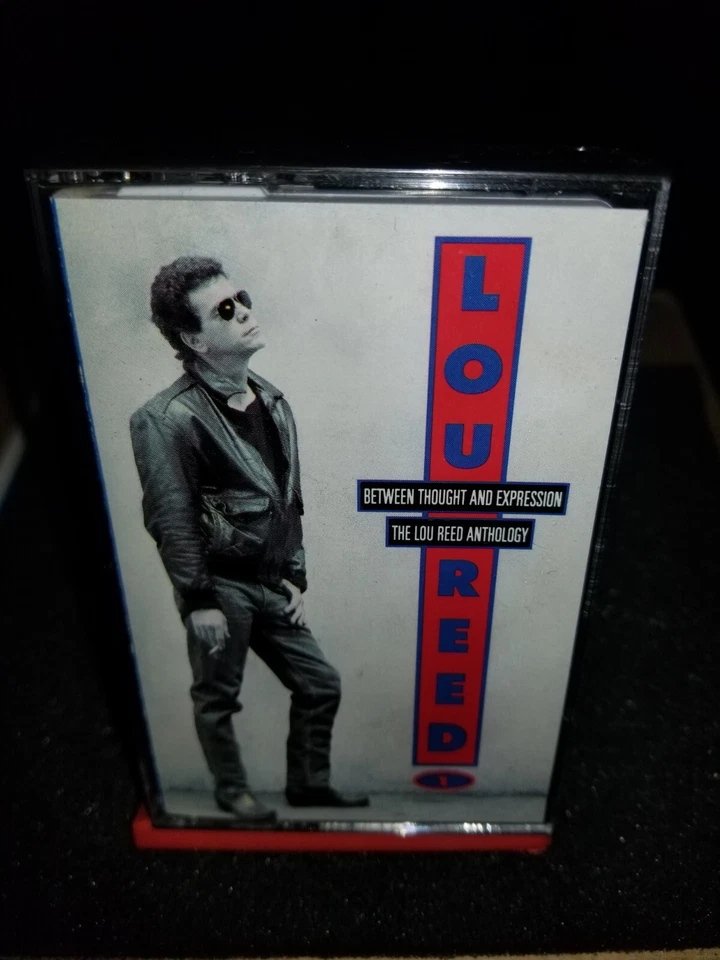 LOU
BETWEEN THOUGHT AND EXPRESSION
THE LOU REED ANTHOLOGY
REED
1